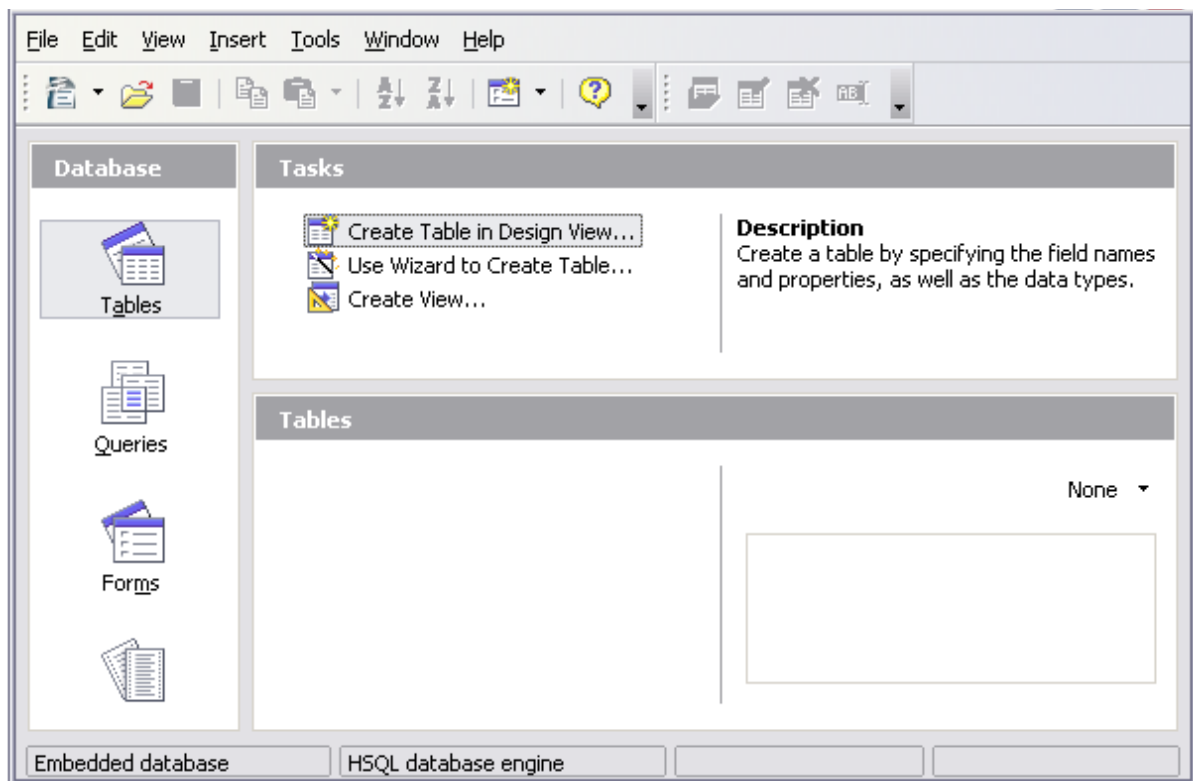 File Edit View Insert Tools Window Help
Database
Tables
Queries
Forms
Tasks
Create Table in Design View...
Use Wizard to Create Table...
Create View...
Description
Create a table by specifying the field names
and properties, as well as the data types.
Tables
None
Embedded database
HSQL database engine